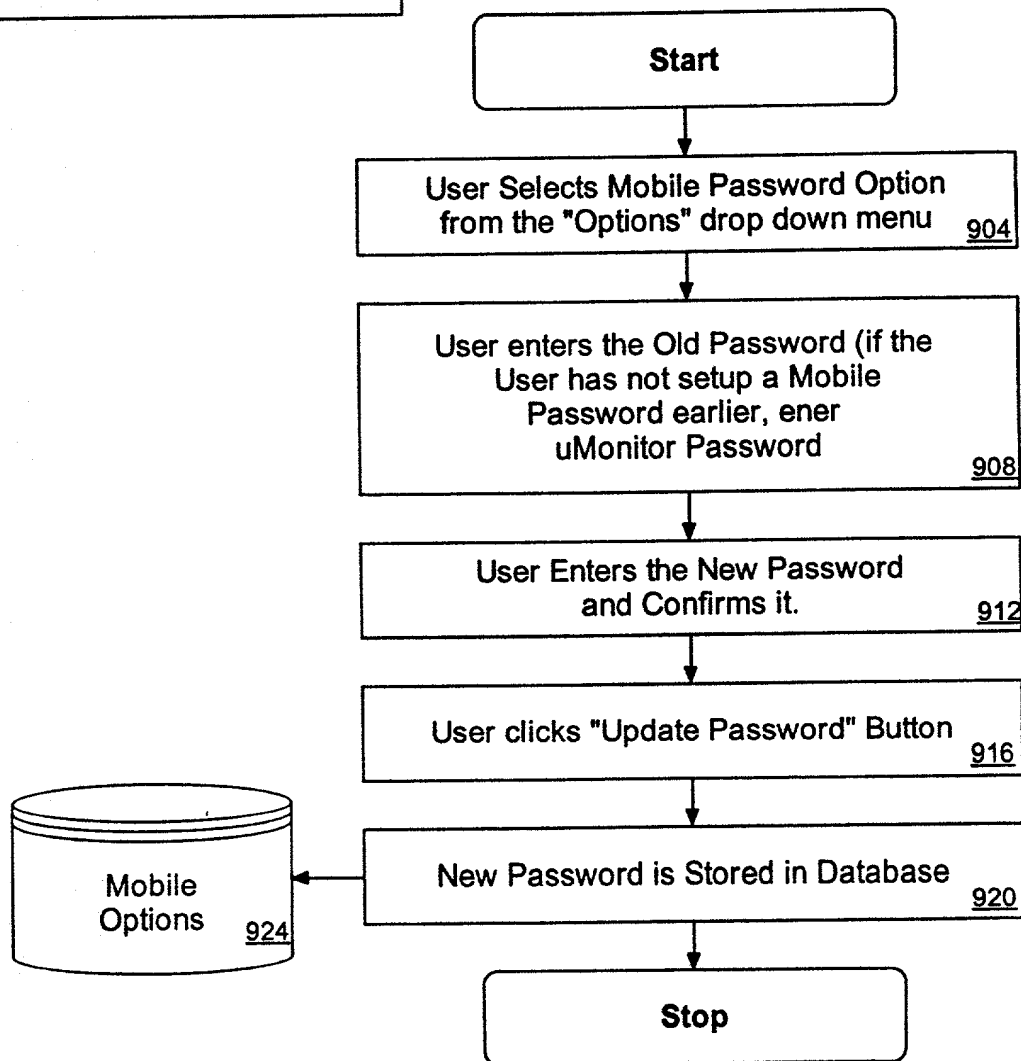 Start
User Selects Mobile Password Option
from the "Options" drop down menu
904
User enters the Old Password (if the
User has not setup a Mobile
Password earlier, ener
uMonitor Password
908
User Enters the New Password
and Confirms it.
912
User clicks "Update Password" Button
916
New Password is Stored in Database
920
Mobile
Options
924
Stop